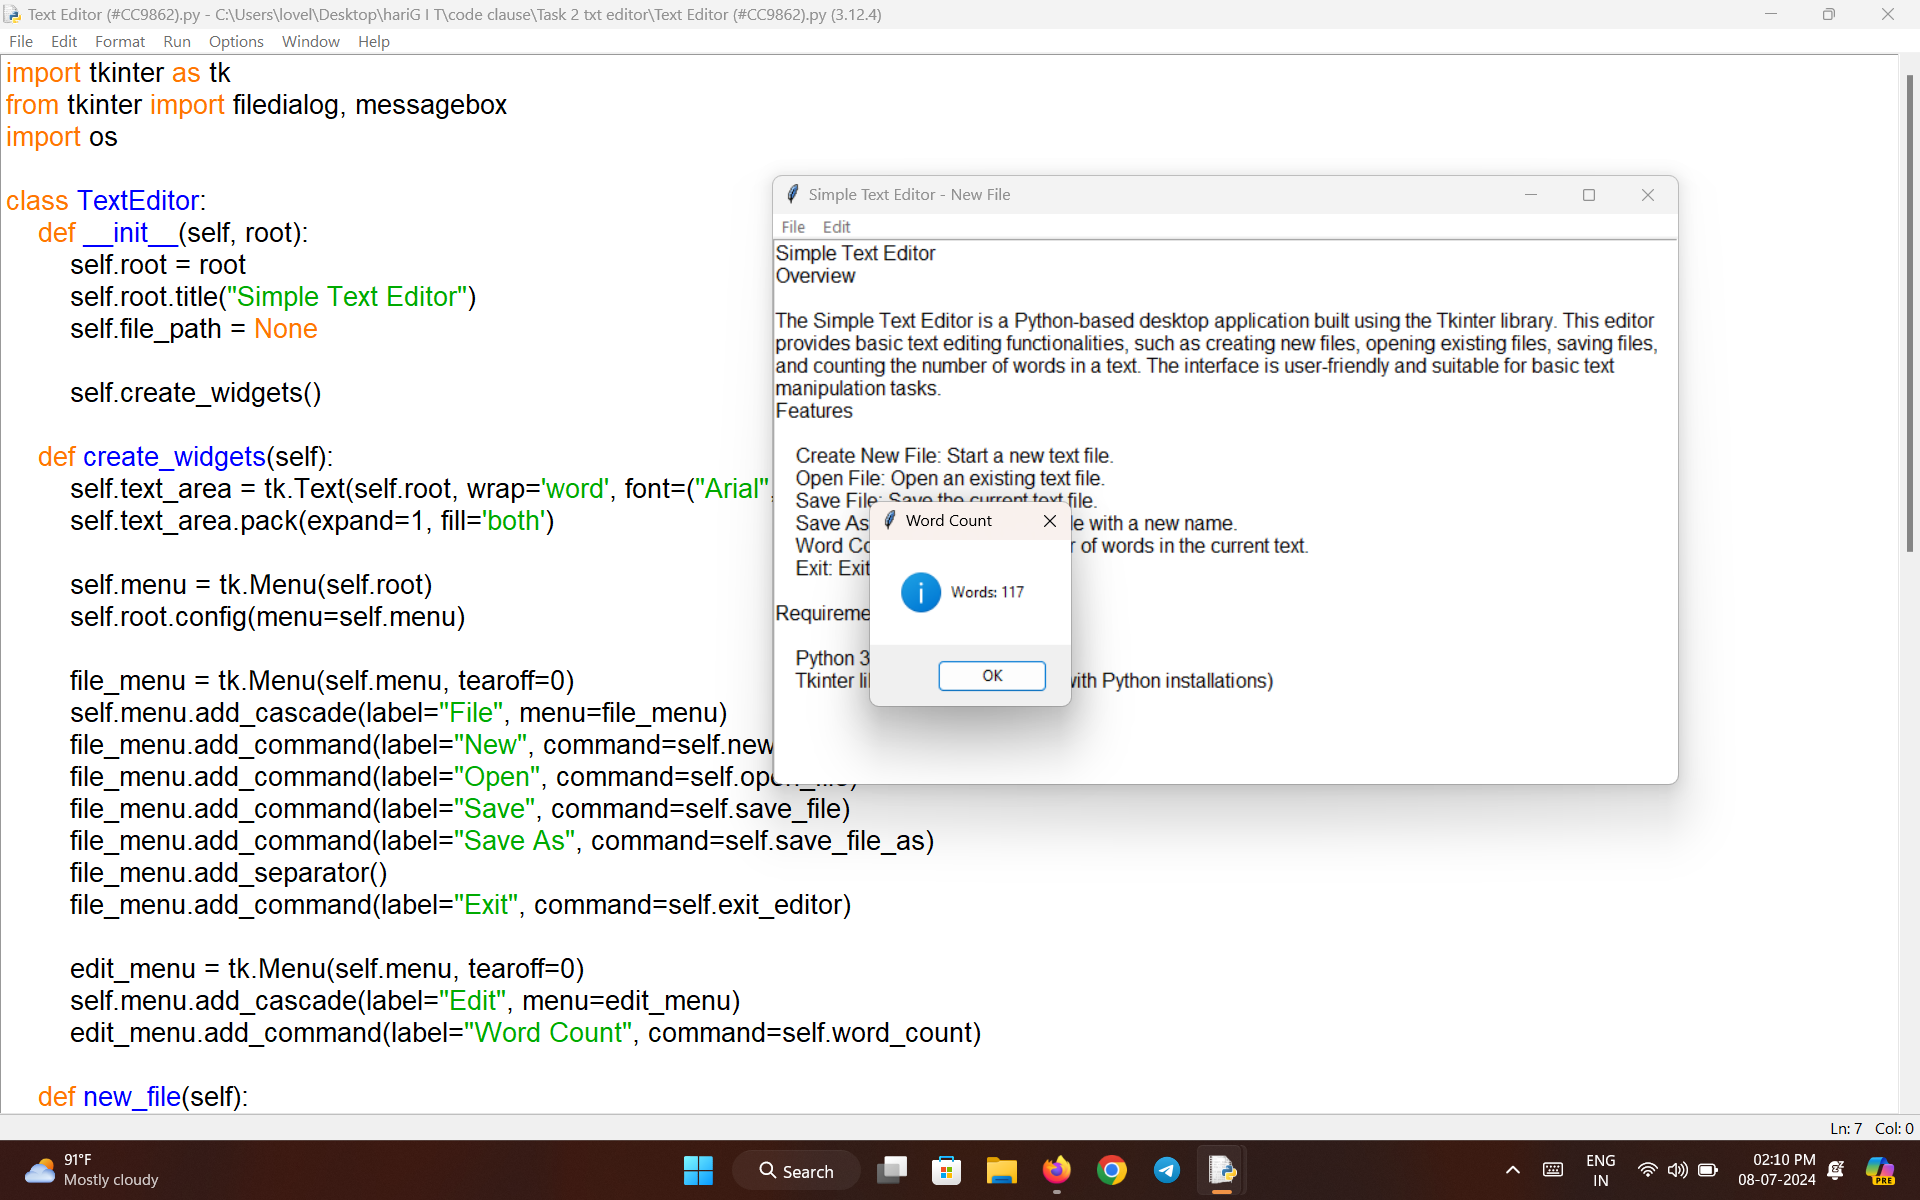 Text Editor (#CC9862).py - C:\Users\lovel\Desktop\hariG I T\code clause\Task 2 txt editor\Text Editor (#CC9862).py (3.12.4)
File Edit Format Run Options Window Help
import tkinter as tk
from tkinter import filedialog, messagebox
import os
class TextEditor:
def __init__(self, root):
self.root = root
self.root.title("Simple Text Editor")
self.file_path = None
self.create_widgets()
def create_widgets(self):
self.text_area = tk.Text(self.root, wrap='word', font=("Arial",
self.text_area.pack(expand=1, fill='both')
self.menu = tk.Menu(self.root)
self.root.config(menu=self.menu)
file_menu = tk.Menu(self.menu, tearoff=0)
self.menu.add_cascade(label="File", menu=file_menu)
file_menu.add_command(label="New", command=self.new
file_menu.add_command(label="Open", command=self.open_file)
file_menu.add_command(label="Save", command=self.save_file)
file_menu.add_command(label="Save As", command=self.save_file_as)
file_menu.add_separator()
file_menu.add_command(label="Exit", command=self.exit_editor)
edit_menu = tk.Menu(self.menu, tearoff=0)
self.menu.add_cascade(label="Edit", menu=edit_menu)
edit_menu.add_command(label="Word Count", command=self.word_count)
def new_file(self):
Simple Text Editor - New File
File Edit
Simple Text Editor
Overview
The Simple Text Editor is a Python-based desktop application built using the Tkinter library. This editor
provides basic text editing functionalities, such as creating new files, opening existing files, saving files,
and counting the number of words in a text. The interface is user-friendly and suitable for basic text
manipulation tasks.
Features
Create New File: Start a new text file.
Open File: Open an existing text file.
Save File: Save the current text file.
Save As le with a new name.
Word Co r of words in the current text.
Exit: Exit
Requireme
Python 3
Tkinter li with Python installations)
Word Count
Words: 117
OK
Ln: 7 Col: 0
91°F
Mostly cloudy
Search
ENG
IN
02:10 PM
08-07-2024
PRE